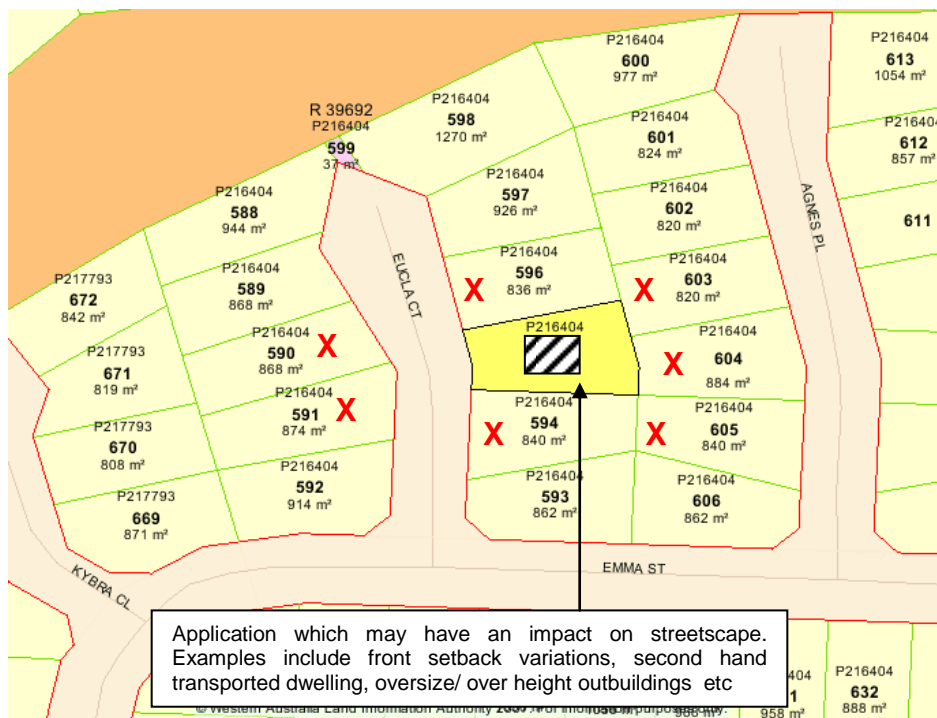 P216404
600
977 m²
P216404
613
1054 m²
R 39692
P216404
599
37 m²
P216404
598
1270 m²
P216404
601
824 m²
P216404
612
857 m²
P216404
588
944 m²
P216404
597
926 m²
P216404
602
820 m²
AGNES PL
611
P217793
672
842 m²
P216404
589
868 m²
EUCLA CT
P216404
596
836 m²
X
P216404
603
820 m²
X
P217793
671
819 m²
P216404
590
868 m²
X
P216404
P216404
604
884 m²
X
P217793
670
808 m²
P216404
591
874 m²
X
P216404
594
840 m²
X
P216404
605
840 m²
X
P217793
669
871 m²
P216404
592
914 m²
P216404
593
862 m²
P216404
606
862 m²
KYBRA CL
EMMA ST
Application which may have an impact on streetscape.
Examples include front setback variations, second hand
transported dwelling, oversize/ over height outbuildings etc
P216404
632
888 m²
958 m²
© Western Australia Land Information Authority For information purposes only.